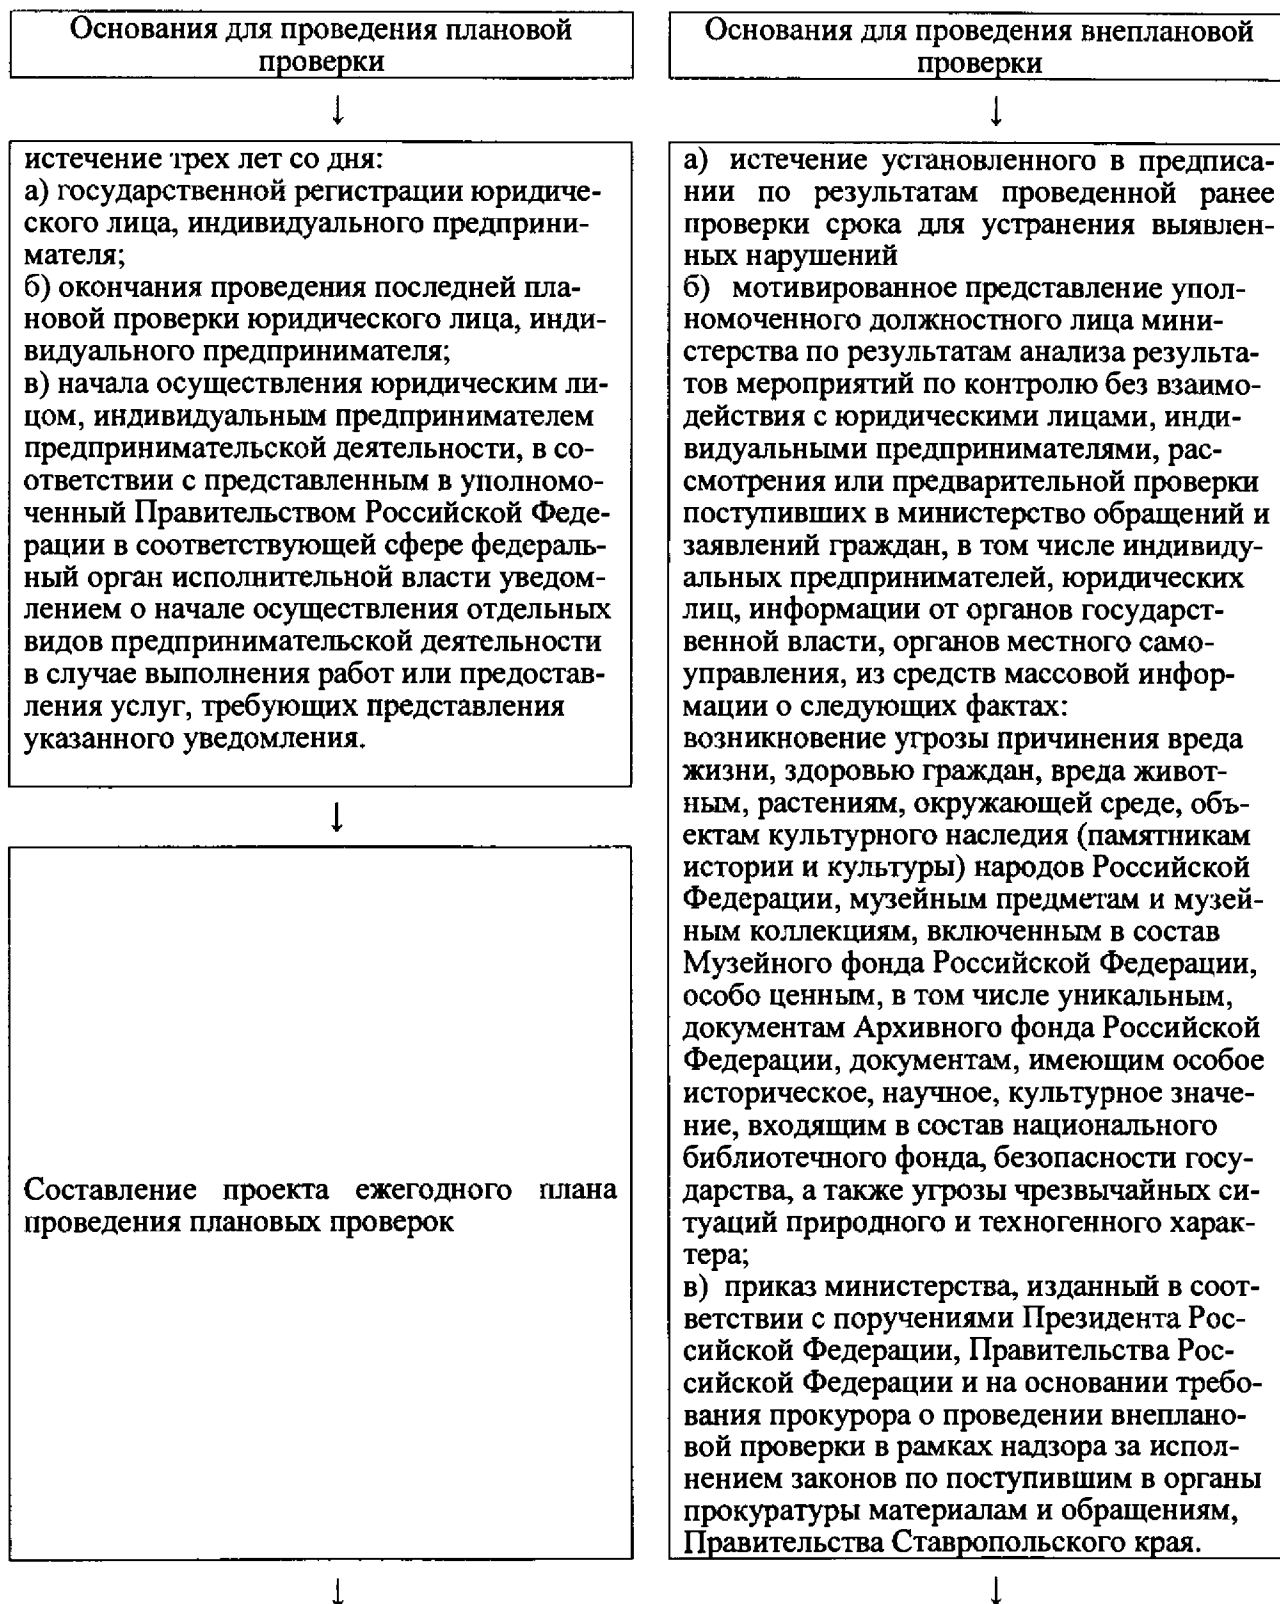 Основания для проведения плановой
проверки
истечение трех лет со дня:
а) государственной регистрации юридиче-
ского лица, индивидуального предприни-
мателя;
б) окончания проведения последней пла-
новой проверки юридического лица, инди-
видуального предпринимателя;
в) начала осуществления юридическим ли-
цом, индивидуальным предпринимателем
предпринимательской деятельности, в со-
ответствии с представленным в уполномо-
ченный Правительством Российской Феде-
рации в соответствующей сфере федераль-
ный орган исполнительной власти уведом-
лением о начале осуществления отдельных
видов предпринимательской деятельности
в случае выполнения работ или предостав-
ления услуг, требующих представления
указанного уведомления.
Составление проекта ежегодного плана
проведения плановых проверок
Основания для проведения внеплановой
проверки
а) истечение установленного в предписа-
нии по результатам проведенной ранее
проверки срока для устранения выявлен-
ных нарушений
б) мотивированное представление упол-
номоченного должностного лица мини-
стерства по результатам анализа результа-
тов мероприятий по контролю без взаимо-
действия с юридическими лицами, инди-
видуальными предпринимателями, рас-
смотрения или предварительной проверки
поступивших в министерство обращений и
заявлений граждан, в том числе индивиду-
альных предпринимателей, юридических
лиц, информации от органов государст-
венной власти, органов местного само-
управления, из средств массовой инфор-
мации о следующих фактах:
возникновение угрозы причинения вреда
жизни, здоровью граждан, вреда живот-
ным, растениям, окружающей среде, объ-
ектам культурного наследия (памятникам
истории и культуры) народов Российской
Федерации, музейным предметам и музей-
ным коллекциям, включенным в состав
Музейного фонда Российской Федерации,
особо ценным, в том числе уникальным,
документам Архивного фонда Российской
Федерации, документам, имеющим особое
историческое, научное, культурное значе-
ние, входящим в состав национального
библиотечного фонда, безопасности госу-
дарства, а также угрозы чрезвычайных си-
туаций природного и техногенного харак-
тера;
в) приказ министерства, изданный в соот-
ветствии с поручениями Президента Рос-
сийской Федерации, Правительства Рос-
сийской Федерации и на основании требо-
вания прокурора о проведении внеплано-
вой проверки в рамках надзора за испол-
нением законов по поступившим в органы
прокуратуры материалам и обращениям,
Правительства Ставропольского края.